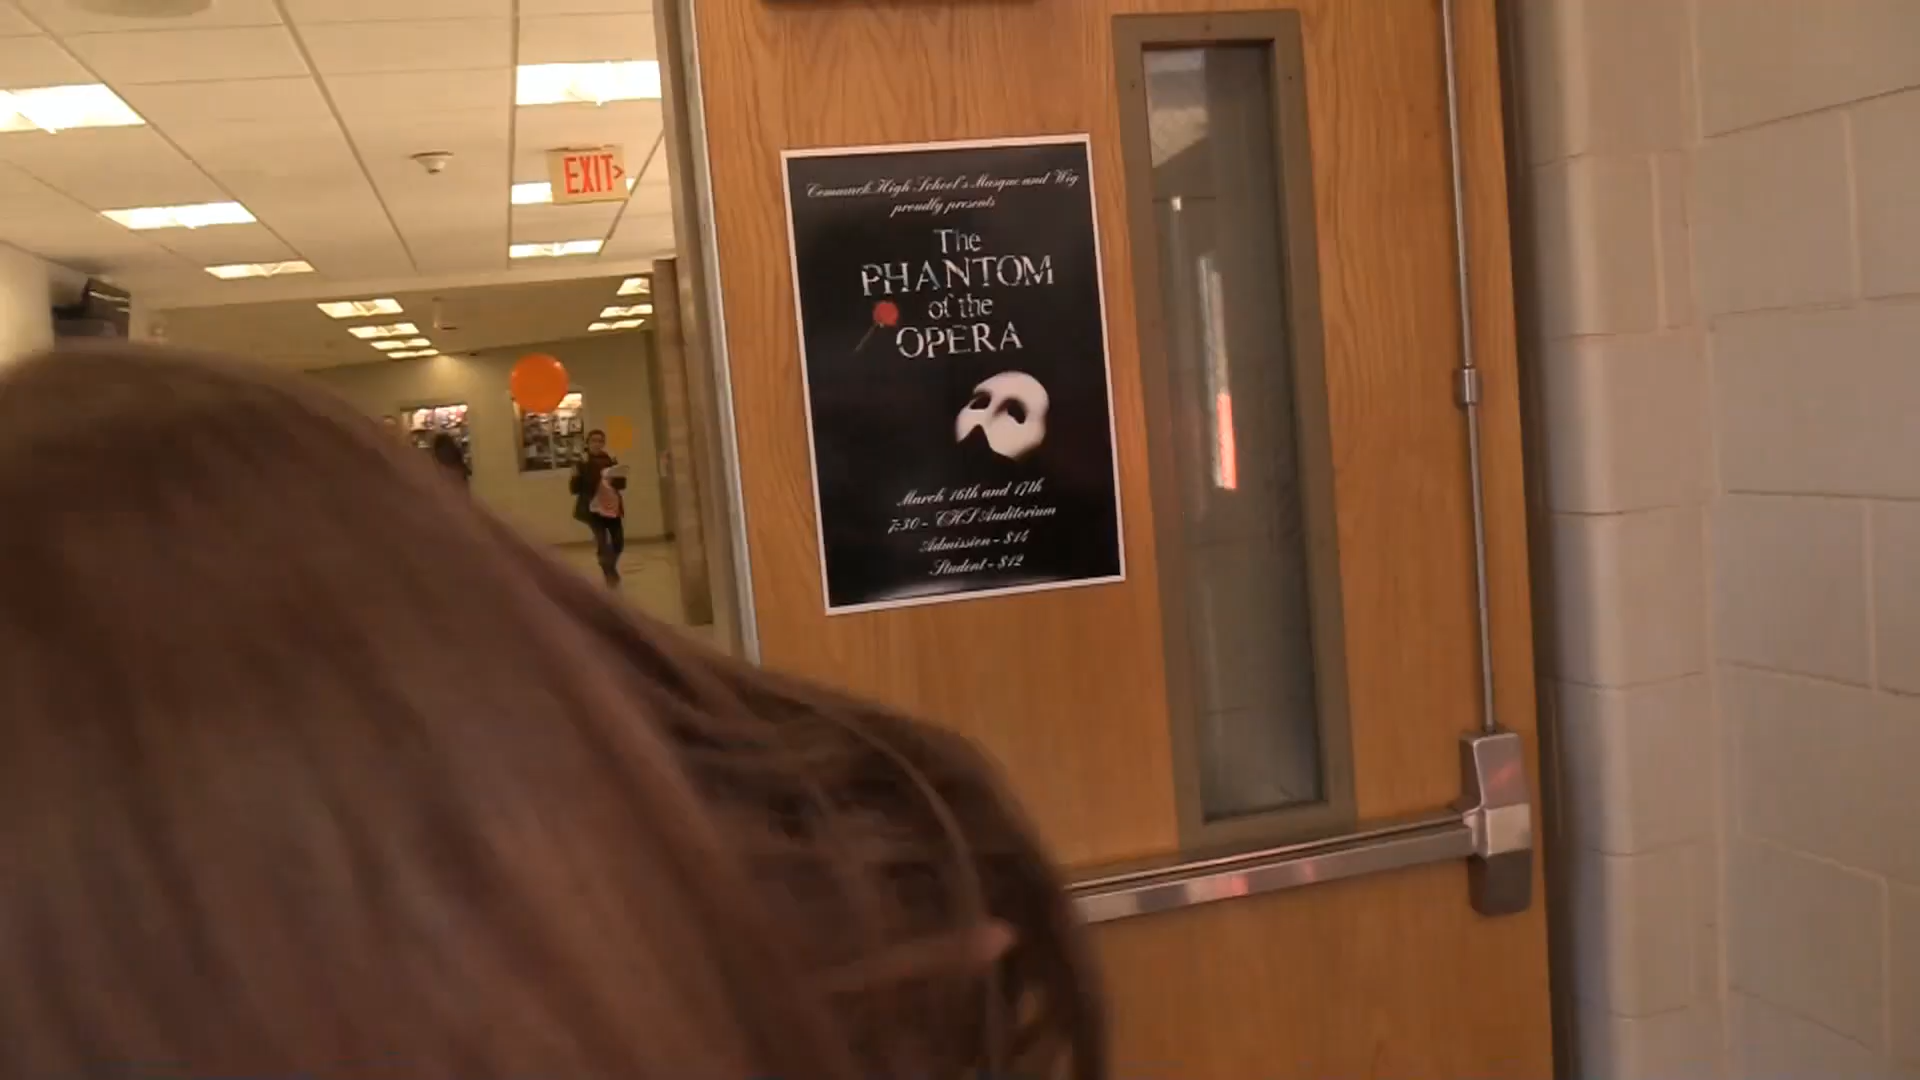 EXIT>
Commack High School's Masque and Wig
proudly presents
The
PHANTOM
of the
OPERA
March 16th and 17th
7:30 - CHS Auditorium
Admission - $14
Student - $12